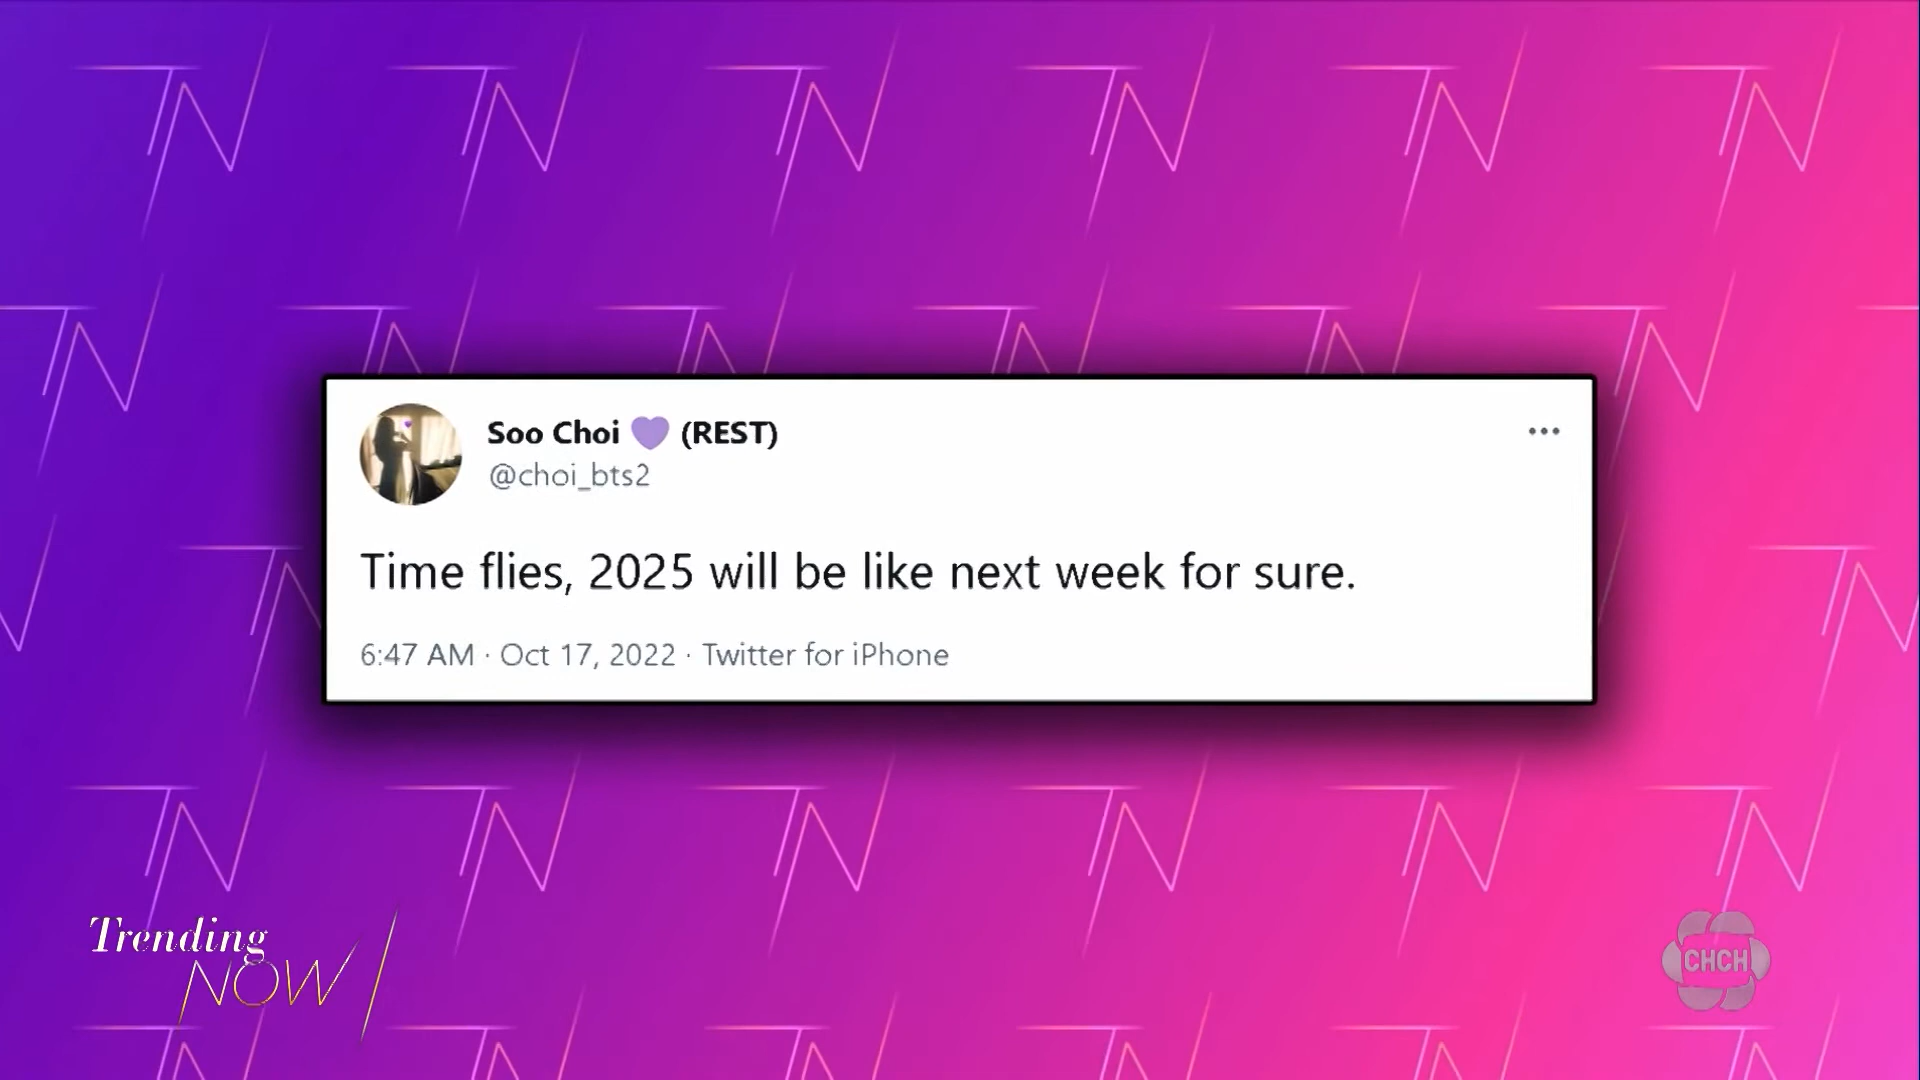 Soo Choi 💜 (REST)
@choi_bts2
Time flies, 2025 will be like next week for sure.
6:47 AM · Oct 17, 2022 · Twitter for iPhone
Trending
NOW
CHCH